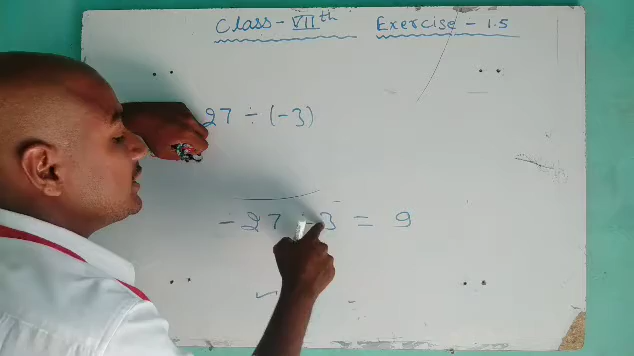 Class - VIIth Exercise - 1.5
27 ÷ (-3)
- 27 - 3 = 9